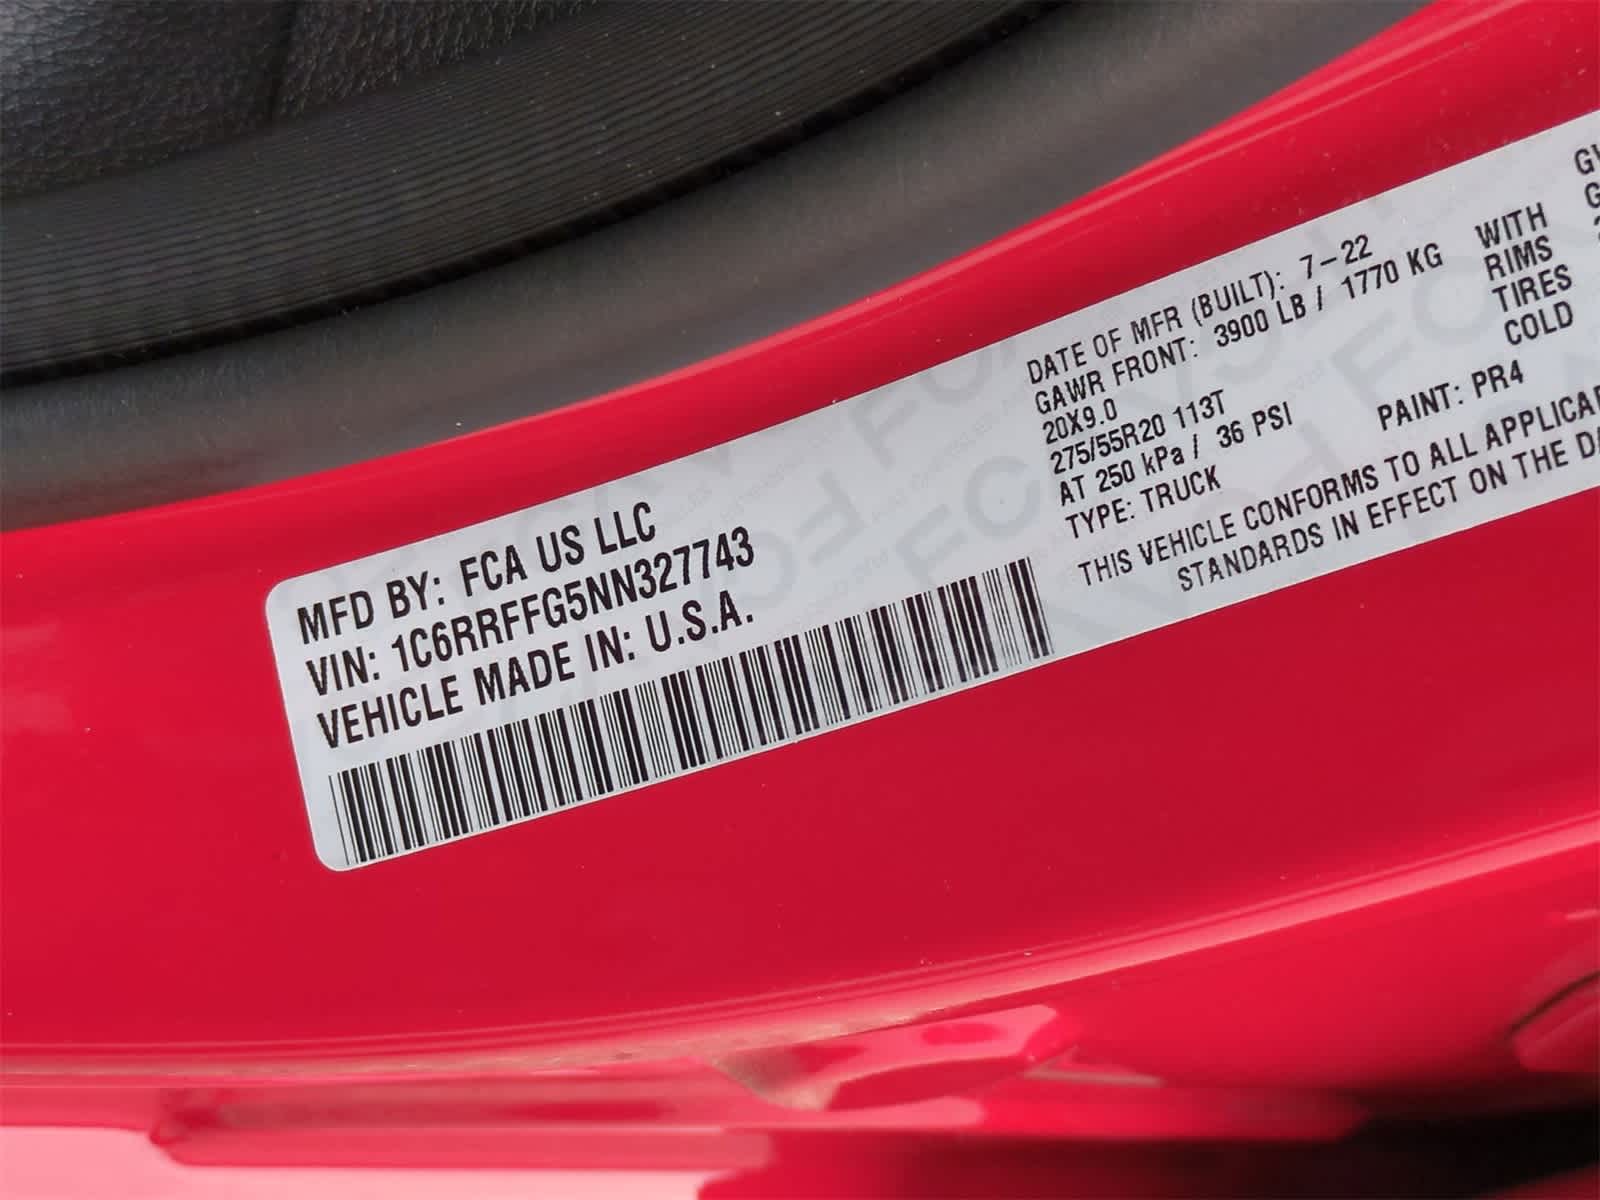 MFD BY: FCA US LLC
VIN: 1C6RRFFG5NN327743
VEHICLE MADE IN: U.S.A.
DATE OF MFR (BUILT): 7-22
GAWR FRONT: 3900 LB / 1770 KG WITH
20X9.0 RIMS
275/55R20 113T TIRES
AT 250 kPa / 36 PSI COLD
TYPE: TRUCK PAINT: PR4
THIS VEHICLE CONFORMS TO ALL
STANDARDS IN EFFECT ON THE